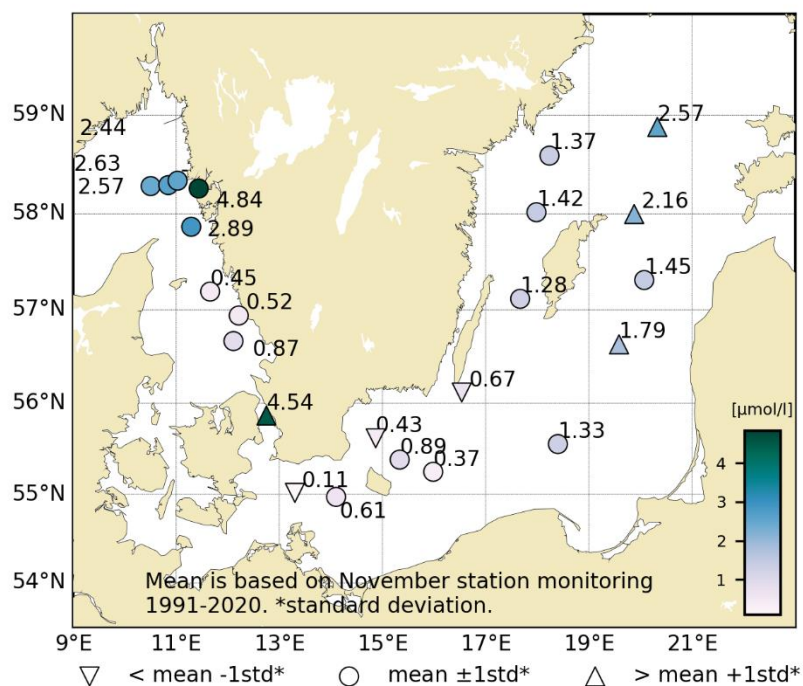 59°N
58°N
57°N
56°N
55°N
54°N
2.44
2.63
2.57
4.84
2.89
0.45
0.52
0.87
4.54
0.11
0.61
0.43
0.89
0.37
0.67
1.33
1.28
1.42
1.37
2.57
2.16
1.45
1.79
[µmol/l]
4
3
2
1
Mean is based on November station monitoring
1991-2020. *standard deviation.
9°E 11°E 13°E 15°E 17°E 19°E 21°E
< mean -1std* mean ±1std* > mean +1std*